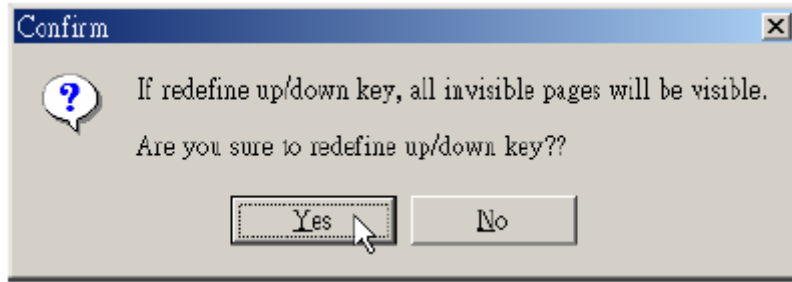 Confirm
If redefine up/down key, all invisible pages will be visible.
Are you sure to redefine up/down key??
Yes
No